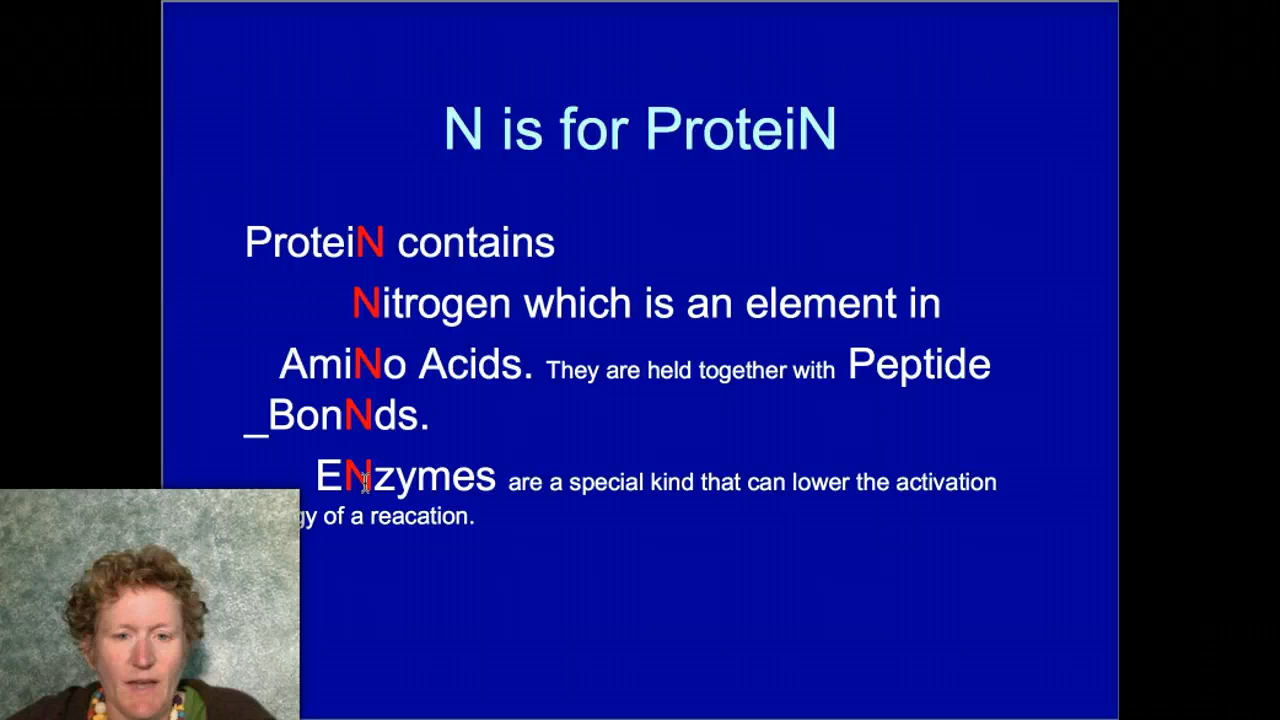 N is for ProteiN
ProteiN contains
Nitrogen which is an element in
AmiNo Acids. They are held together with Peptide
_BonNds.
ENzymes are a special kind that can lower the activation
gy of a reacation.